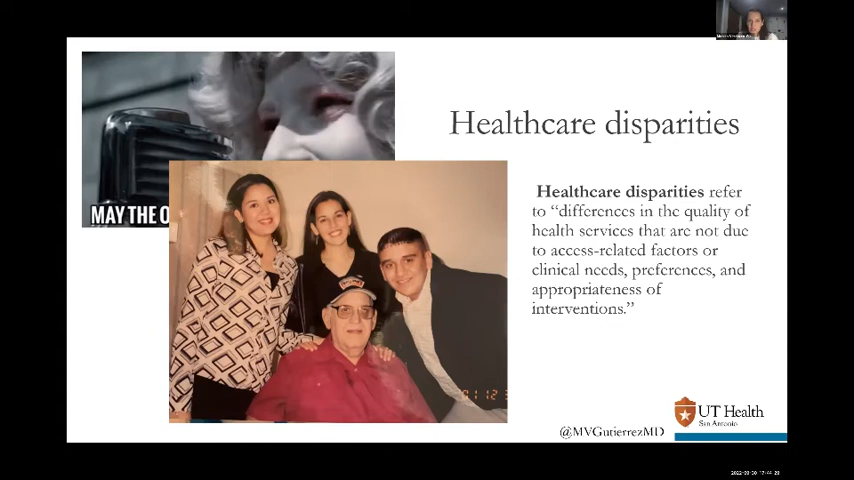 MAY THE O
Healthcare disparities
Healthcare disparities refer
to “differences in the quality of
health services that are not due
to access-related factors or
clinical needs, preferences, and
appropriateness of
interventions.”
UT Health
San Antonio
@MVGutierrezMD